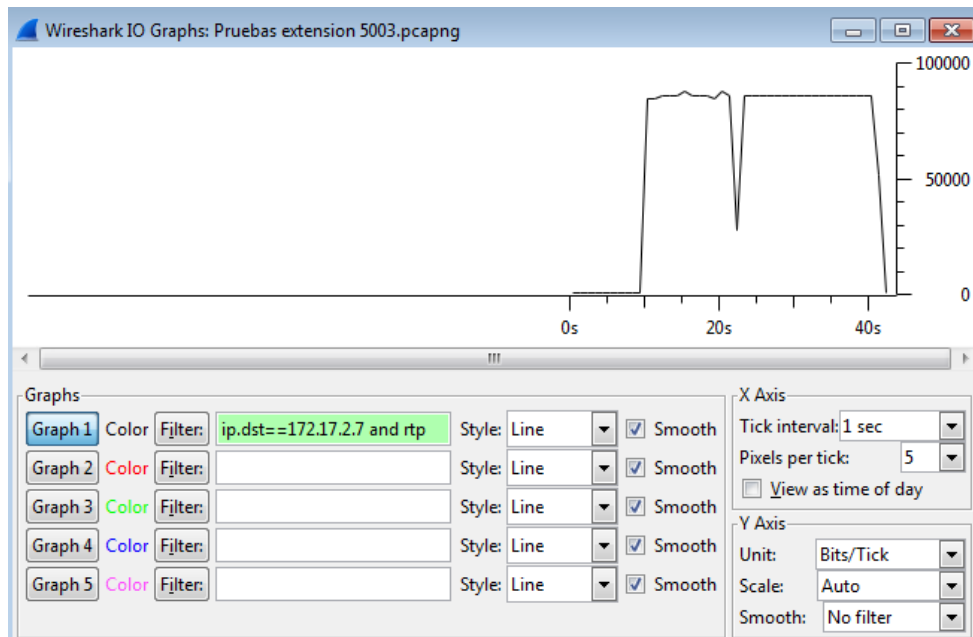 Wireshark IO Graphs: Pruebas extension 5003.pcapng
100000
50000
0
0s 20s 40s
Graphs
Graph 1 Color Filter: ip.dst==172.17.2.7 and rtp Style: Line Smooth
Graph 2 Color Filter: Style: Line Smooth
Graph 3 Color Filter: Style: Line Smooth
Graph 4 Color Filter: Style: Line Smooth
Graph 5 Color Filter: Style: Line Smooth
X Axis
Tick interval: 1 sec
Pixels per tick: 5
View as time of day
Y Axis
Unit: Bits/Tick
Scale: Auto
Smooth: No filter